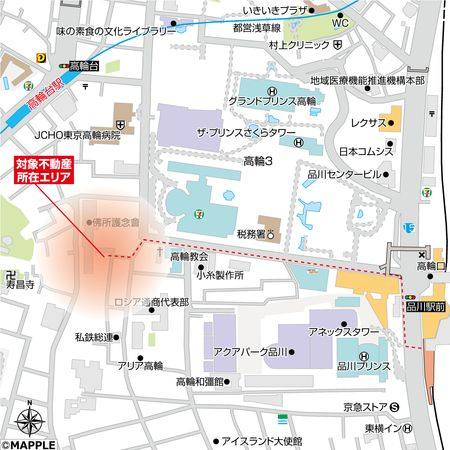 いきいきプラザ
味の素食の文化ライブラリー
都営浅草線
WC
村上クリニック
高輪台
地域医療機能推進機構本部
高輪台駅
グランドプリンス高輪
レクサス
JCHO東京高輪病院
ザ・プリンスさくらタワー
日本コムシス
対象不動産
所在エリア
高輪3
品川センタービル
佛所護念會
税務署
15
高輪教会
高輪口
小糸製作所
寿昌寺
ロシア通商代表部
品川駅前
私鉄総連
アネックスタワー
アクアパーク品川
アリア高輪
品川プリンス
高輪和彊館
京急ストア
東横イン
アイスランド大使館
N
©MAPPLE